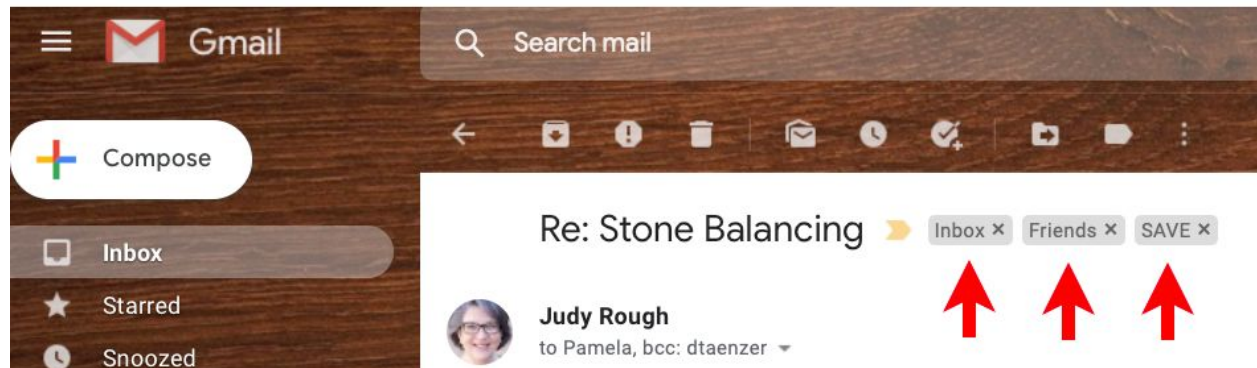 Gmail
Search mail
Compose
Re: Stone Balancing Inbox × Friends × SAVE ×
Inbox
Starred
Judy Rough
to Pamela, bcc: dtaenzer
Snoozed